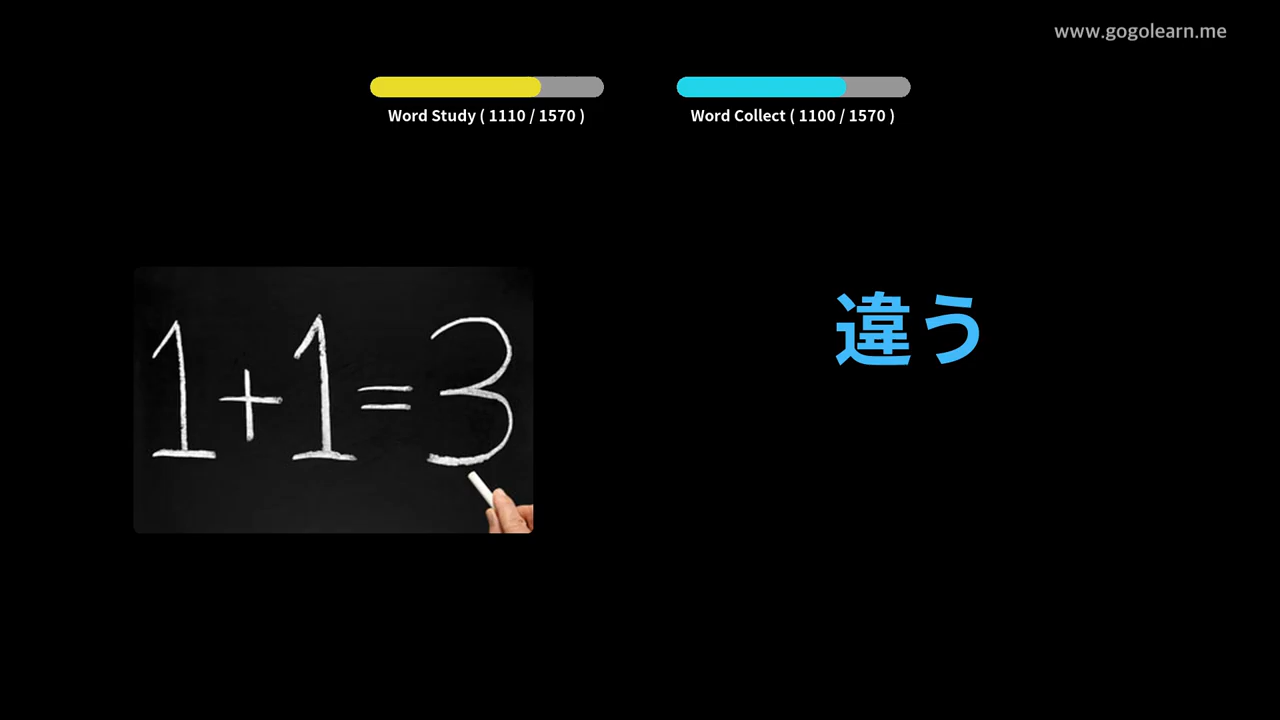 www.gogolearn.me
Word Study ( 1110 / 1570 )
Word Collect ( 1100 / 1570 )
1+1=3
違う